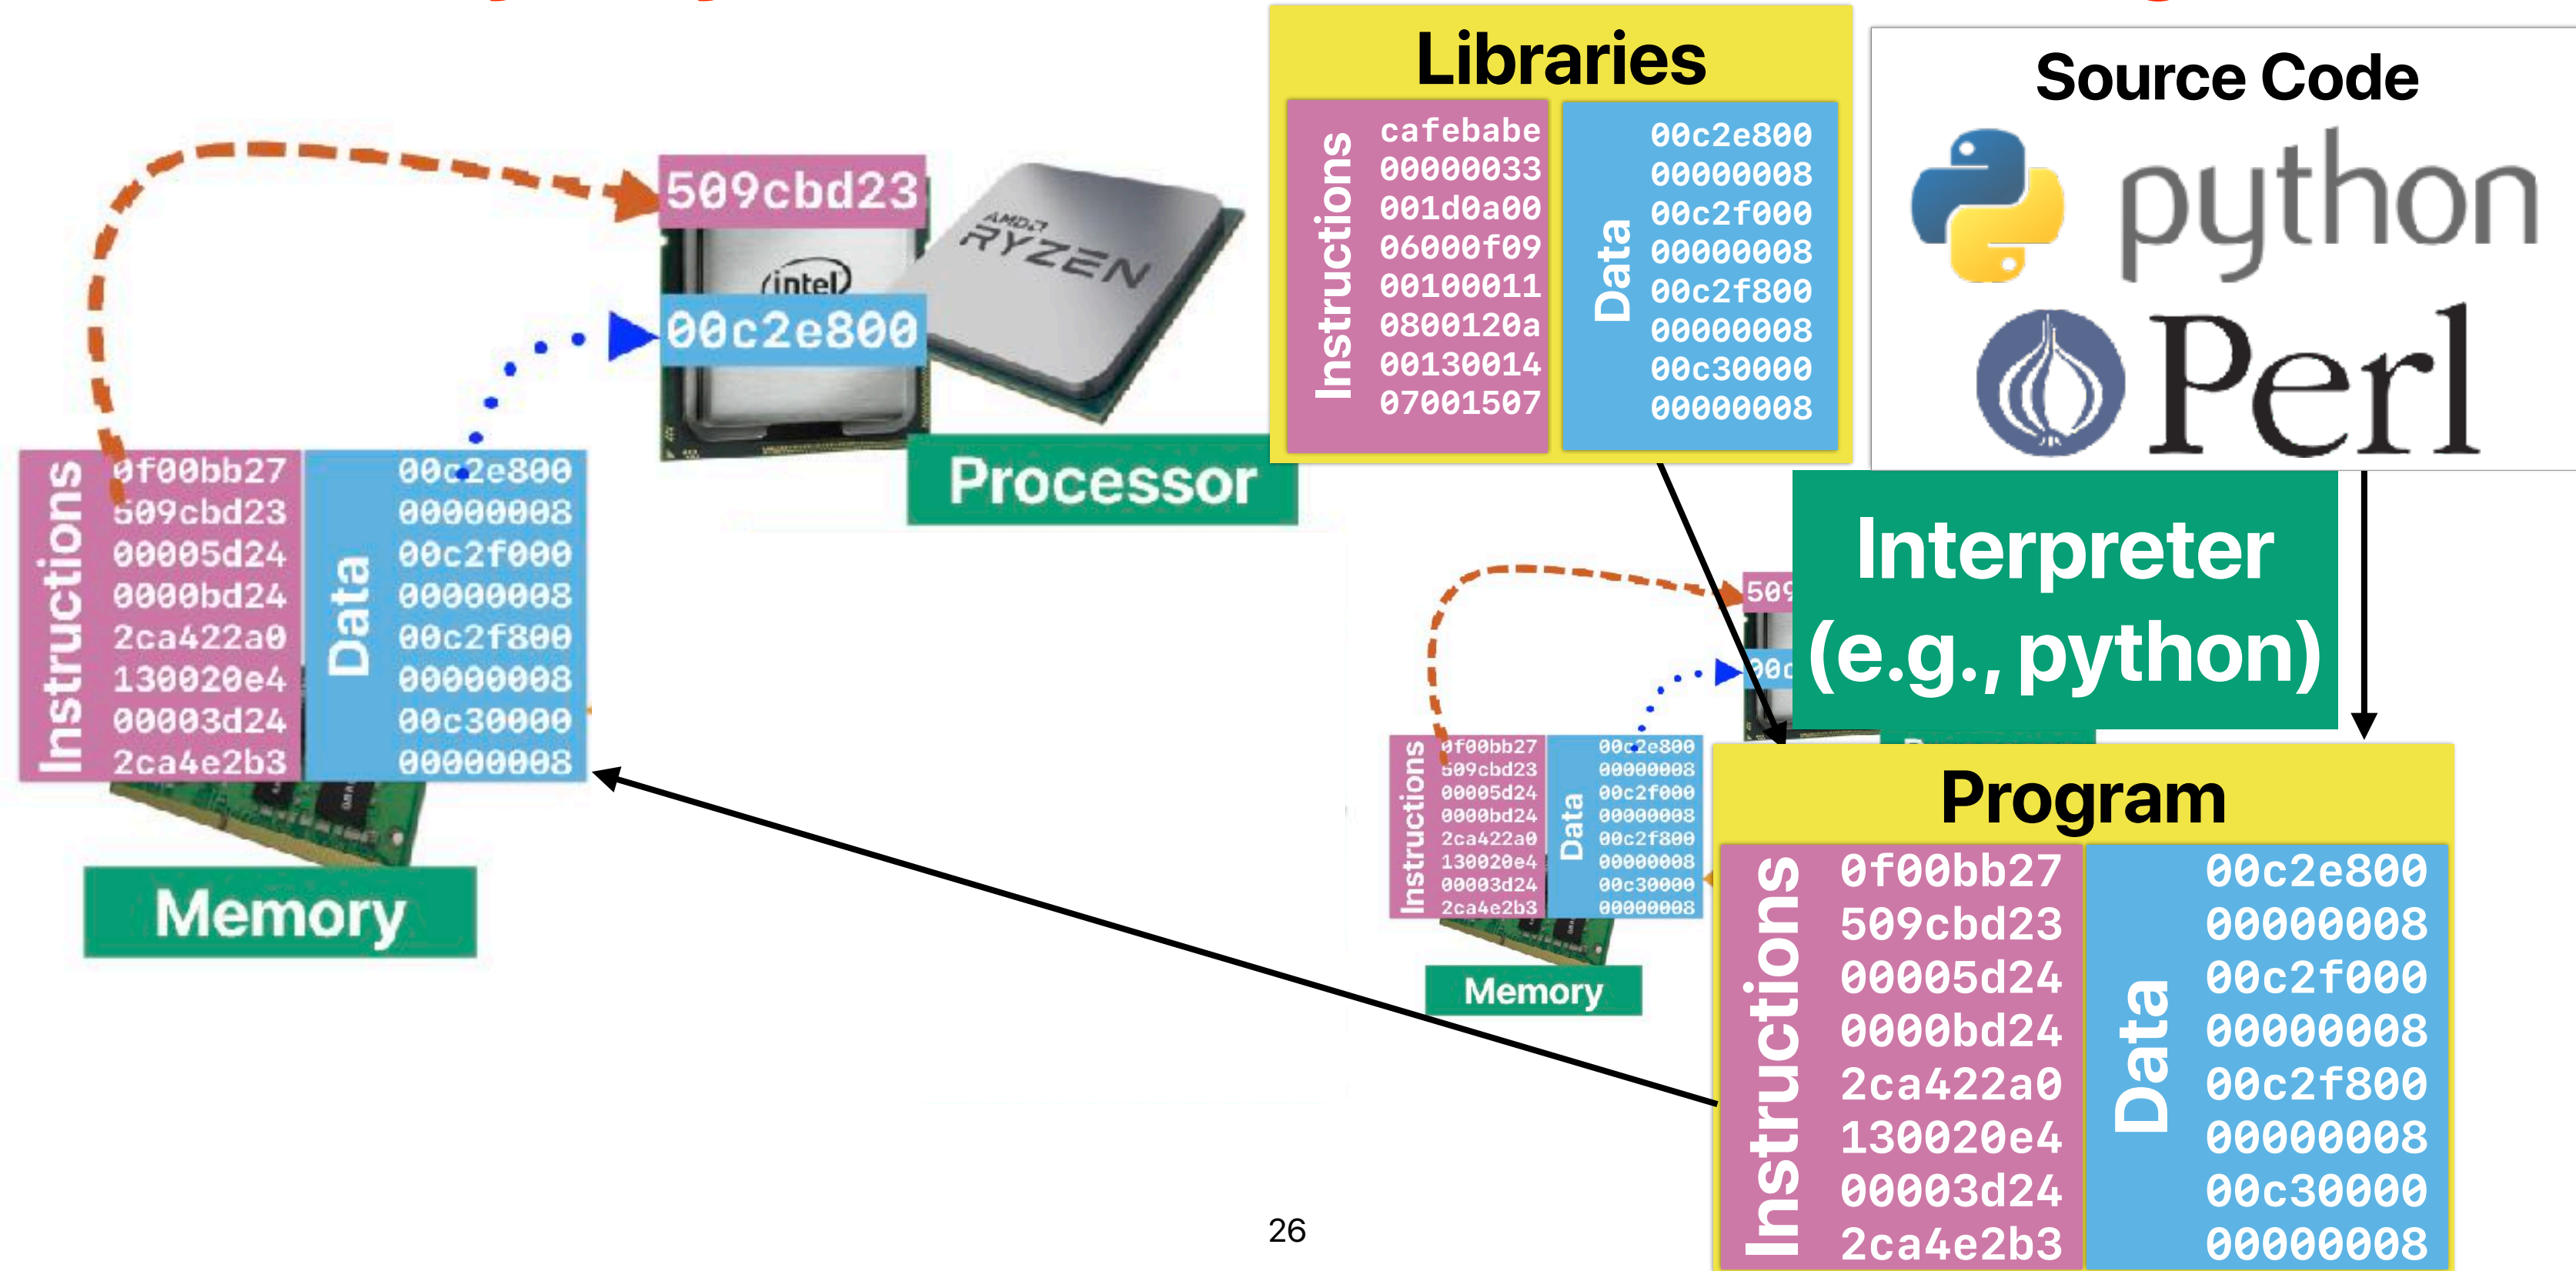 Libraries
Instructions
cafebabe
00000033
001d0a00
06000f09
00100011
0800120a
00130014
07001507
Data
00c2e800
00000008
00c2f000
00000008
00c2f800
00000008
00c30000
00000008
Source Code
python
Perl
509cbd23
intel
00c2e800
AMD
RYZEN
Processor
Instructions
0f00bb27
509cbd23
00005d24
0000bd24
2ca422a0
130020e4
00003d24
2ca4e2b3
Data
00c2e800
00000008
00c2f000
00000008
00c2f800
00000008
00c30000
00000008
Memory
Interpreter
(e.g., python)
509
00c
Instructions
0f00bb27
509cbd23
00005d24
0000bd24
2ca422a0
130020e4
00003d24
2ca4e2b3
Data
00c2e800
00000008
00c2f000
00000008
00c2f800
00000008
00c30000
00000008
Memory
Program
Instructions
0f00bb27
509cbd23
00005d24
0000bd24
2ca422a0
130020e4
00003d24
2ca4e2b3
Data
00c2e800
00000008
00c2f000
00000008
00c2f800
00000008
00c30000
00000008
26